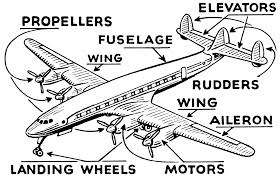 ELEVATORS
PROPELLERS
FUSELAGE
WING
RUDDERS
WING
AILERON
LANDING WHEELS
MOTORS